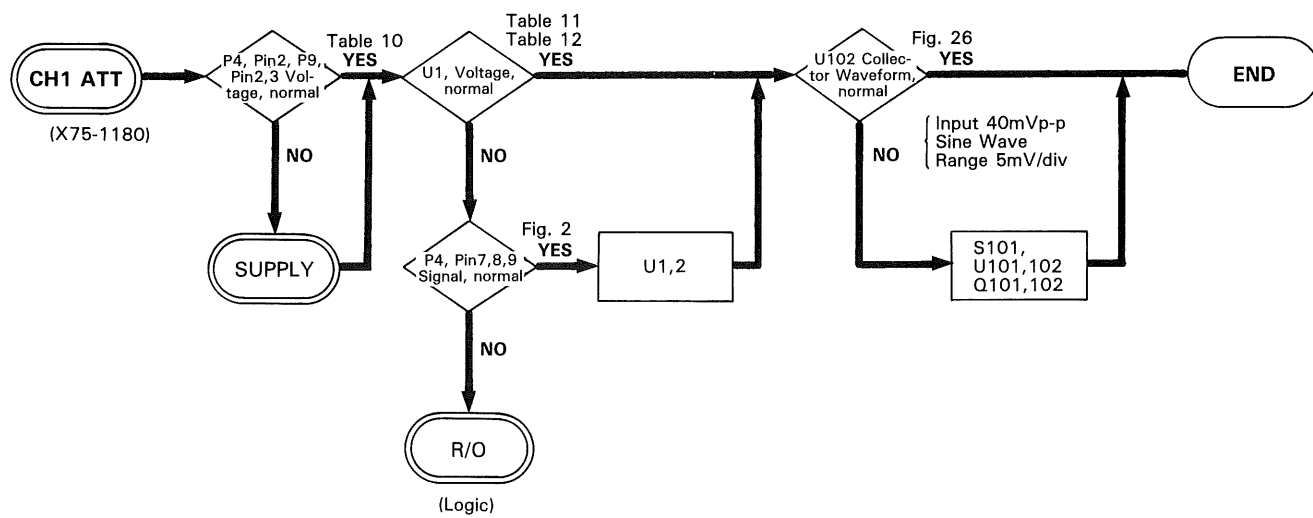 CH1 ATT
(X75-1180)
P4, Pin2, P9,
Pin2,3 Vol-
tage, normal
Table 10
YES
NO
SUPPLY
U1, Voltage,
normal
Table 11
Table 12
YES
NO
P4, Pin7,8,9
Signal, normal
Fig. 2
YES
U1,2
NO
R/O
(Logic)
U102 Collec-
tor Waveform,
normal
Fig. 26
YES
NO
Input 40mVp-p
Sine Wave
Range 5mV/div
S101,
U101,102
Q101,102
END